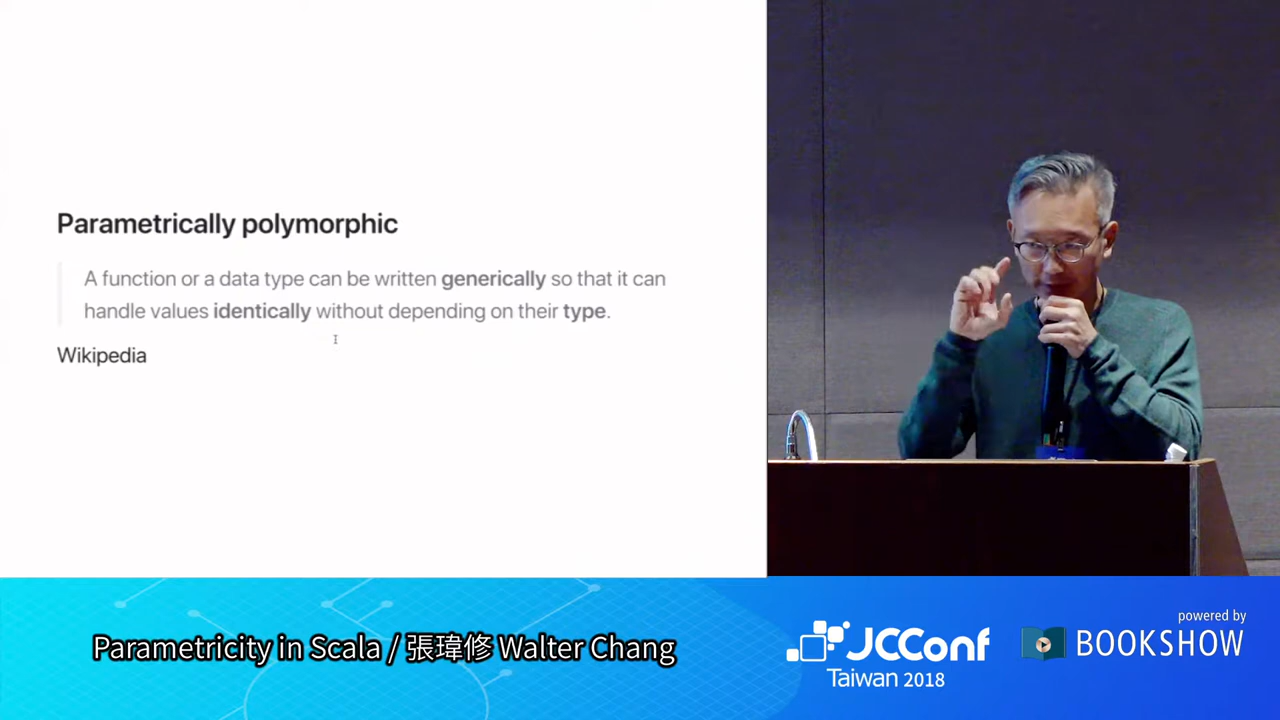 Parametrically polymorphic
A function or a data type can be written generically so that it can
handle values identically without depending on their type.
Wikipedia
Parametricity in Scala / 張瑋修 Walter Chang
JCConf
Taiwan 2018
powered by
BOOKSHOW